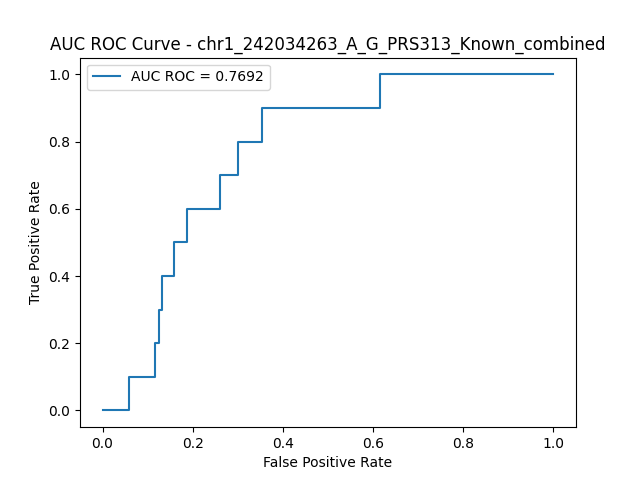 AUC ROC Curve - chr1_242034263_A_G_PRS313_Known_combined
AUC ROC = 0.7692
1.0
0.8
0.6
0.4
0.2
0.0
True Positive Rate
0.0 0.2 0.4 0.6 0.8 1.0
False Positive Rate